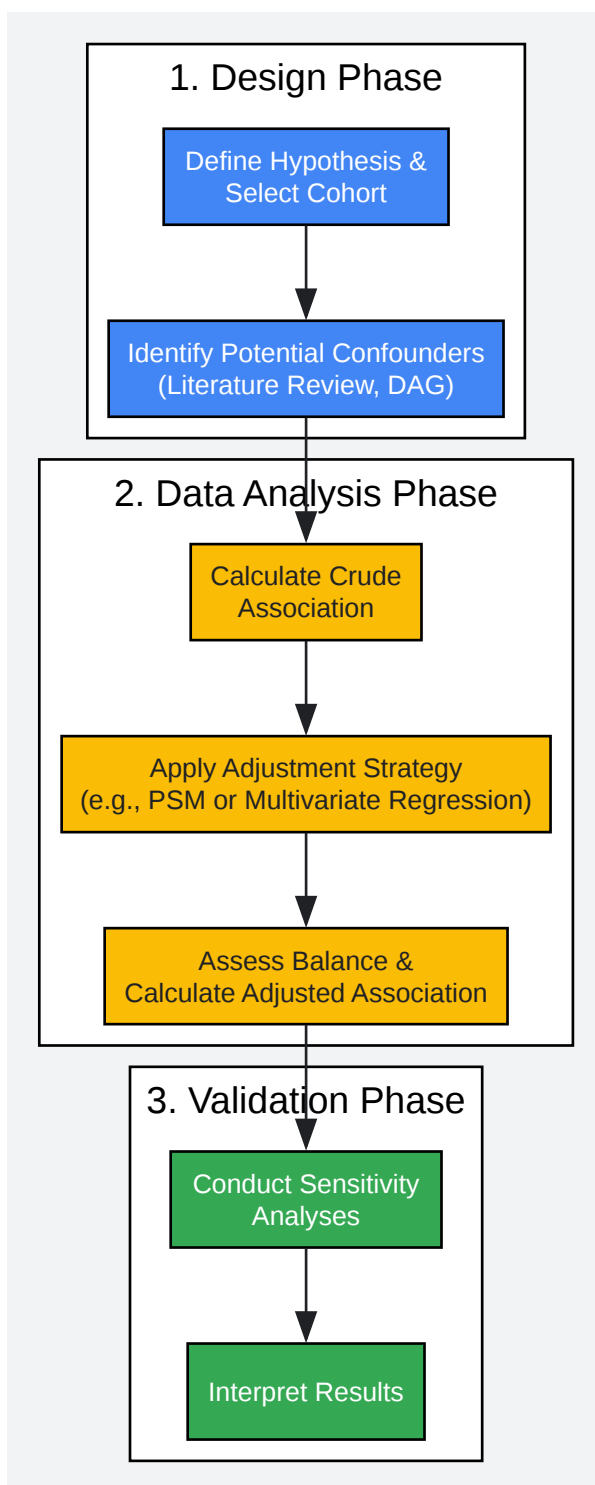 1. Design Phase
Define Hypothesis &
Select Cohort
Identify Potential Confounders
(Literature Review, DAG)
2. Data Analysis Phase
Calculate Crude
Association
Apply Adjustment Strategy
(e.g., PSM or Multivariate Regression)
Assess Balance &
Calculate Adjusted Association
3. Validation Phase
Conduct Sensitivity
Analyses
Interpret Results